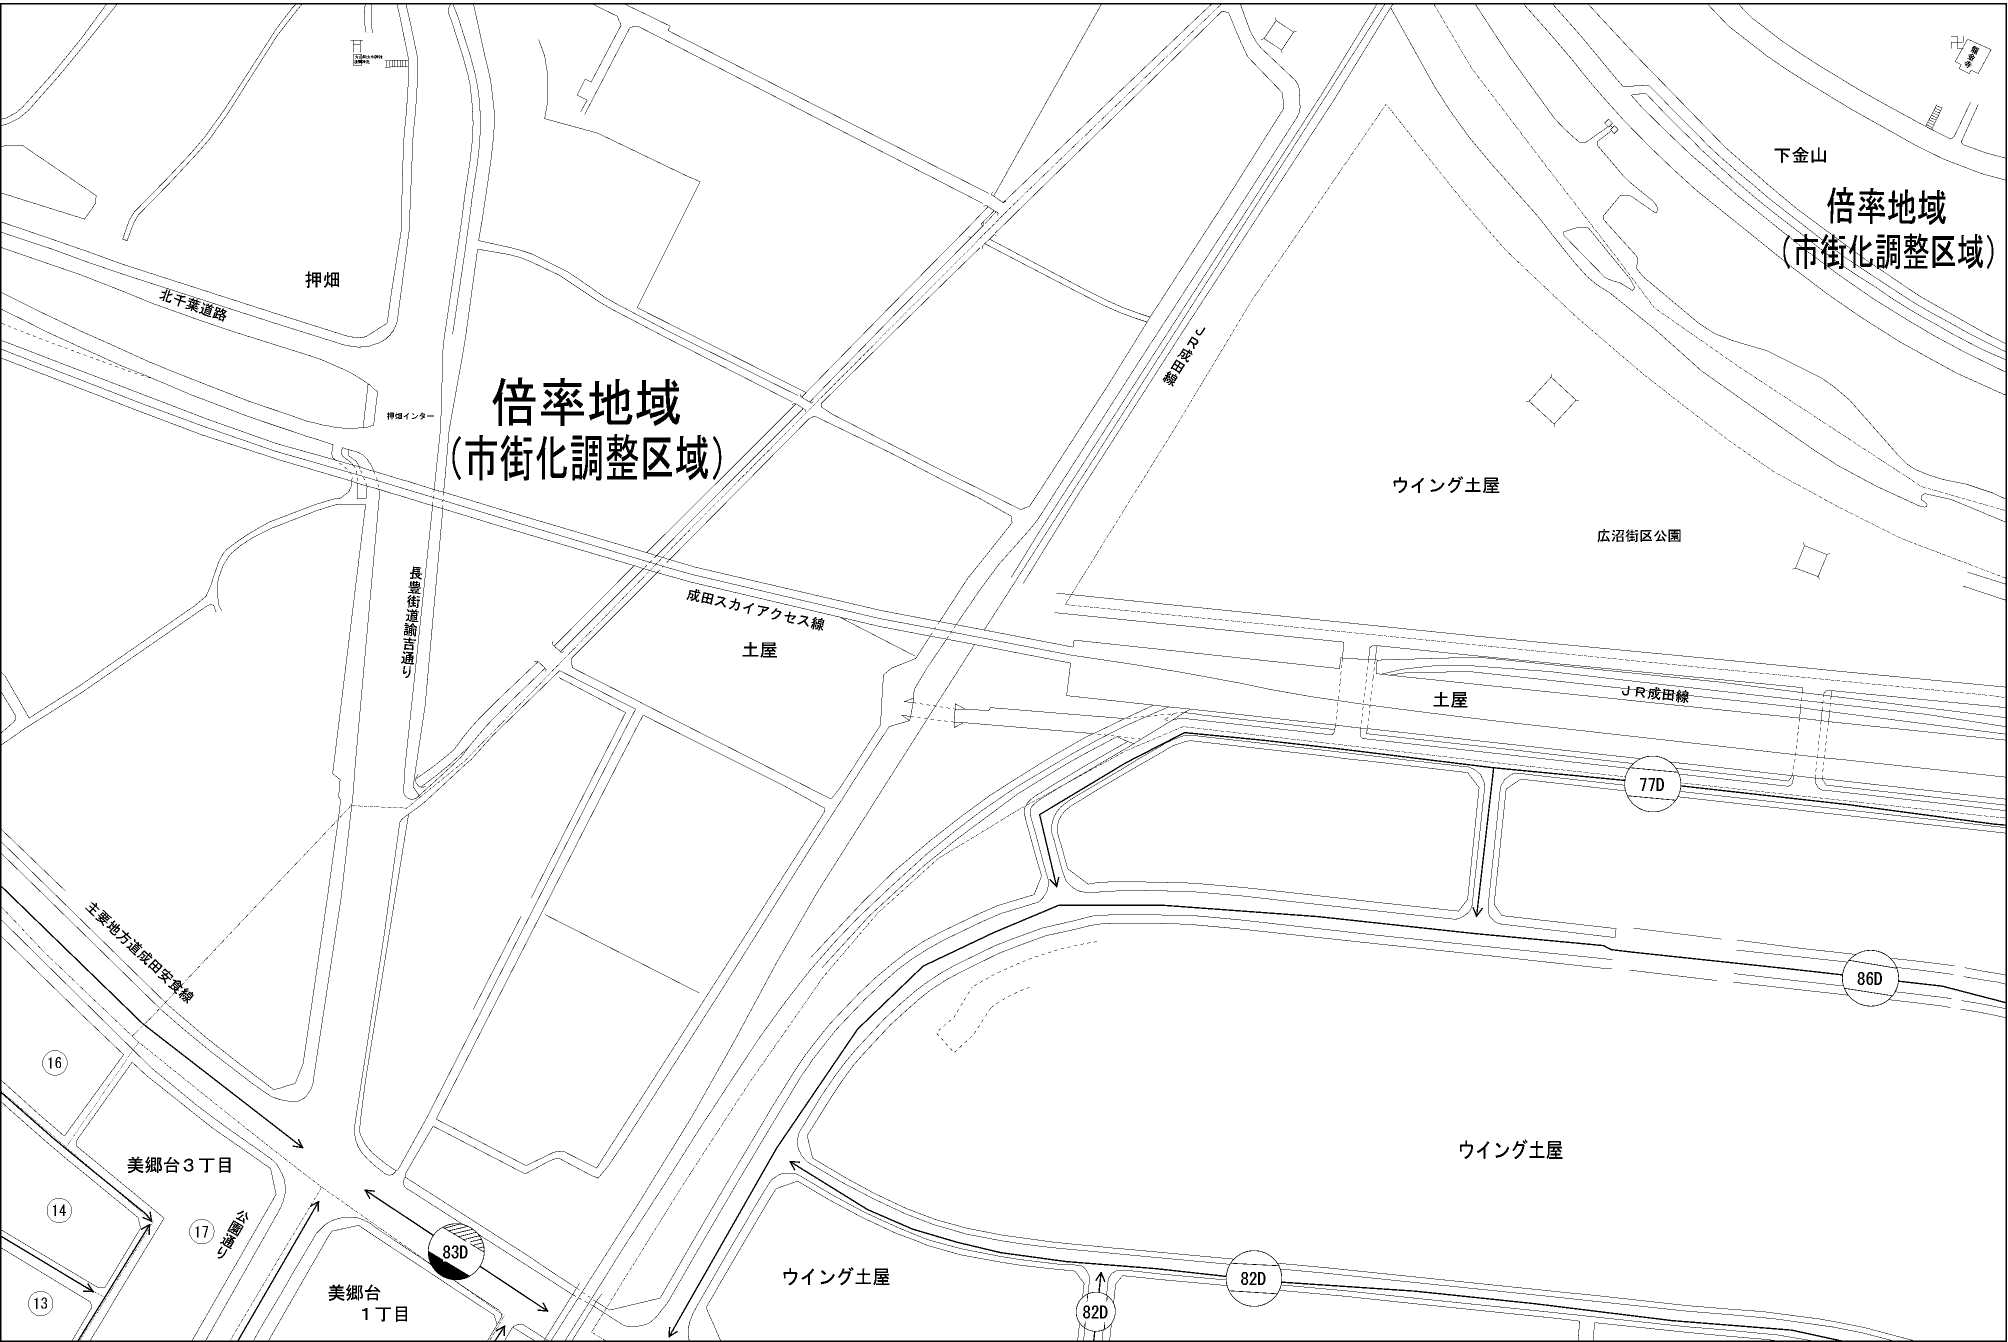 下金山
倍率地域
（市街化調整区域）
押畑
北千葉道路
押畑インター
倍率地域
（市街化調整区域）
ＪＲ成田線
ウイング土屋
広沼街区公園
長豊街道諭吉通り
成田スカイアクセス線
土屋
土屋
ＪＲ成田線
77D
主要地方道成田安食線
86D
16
美郷台３丁目
14
17
公園通り
ウイング土屋
83D
13
美郷台
１丁目
ウイング土屋
82D
82D